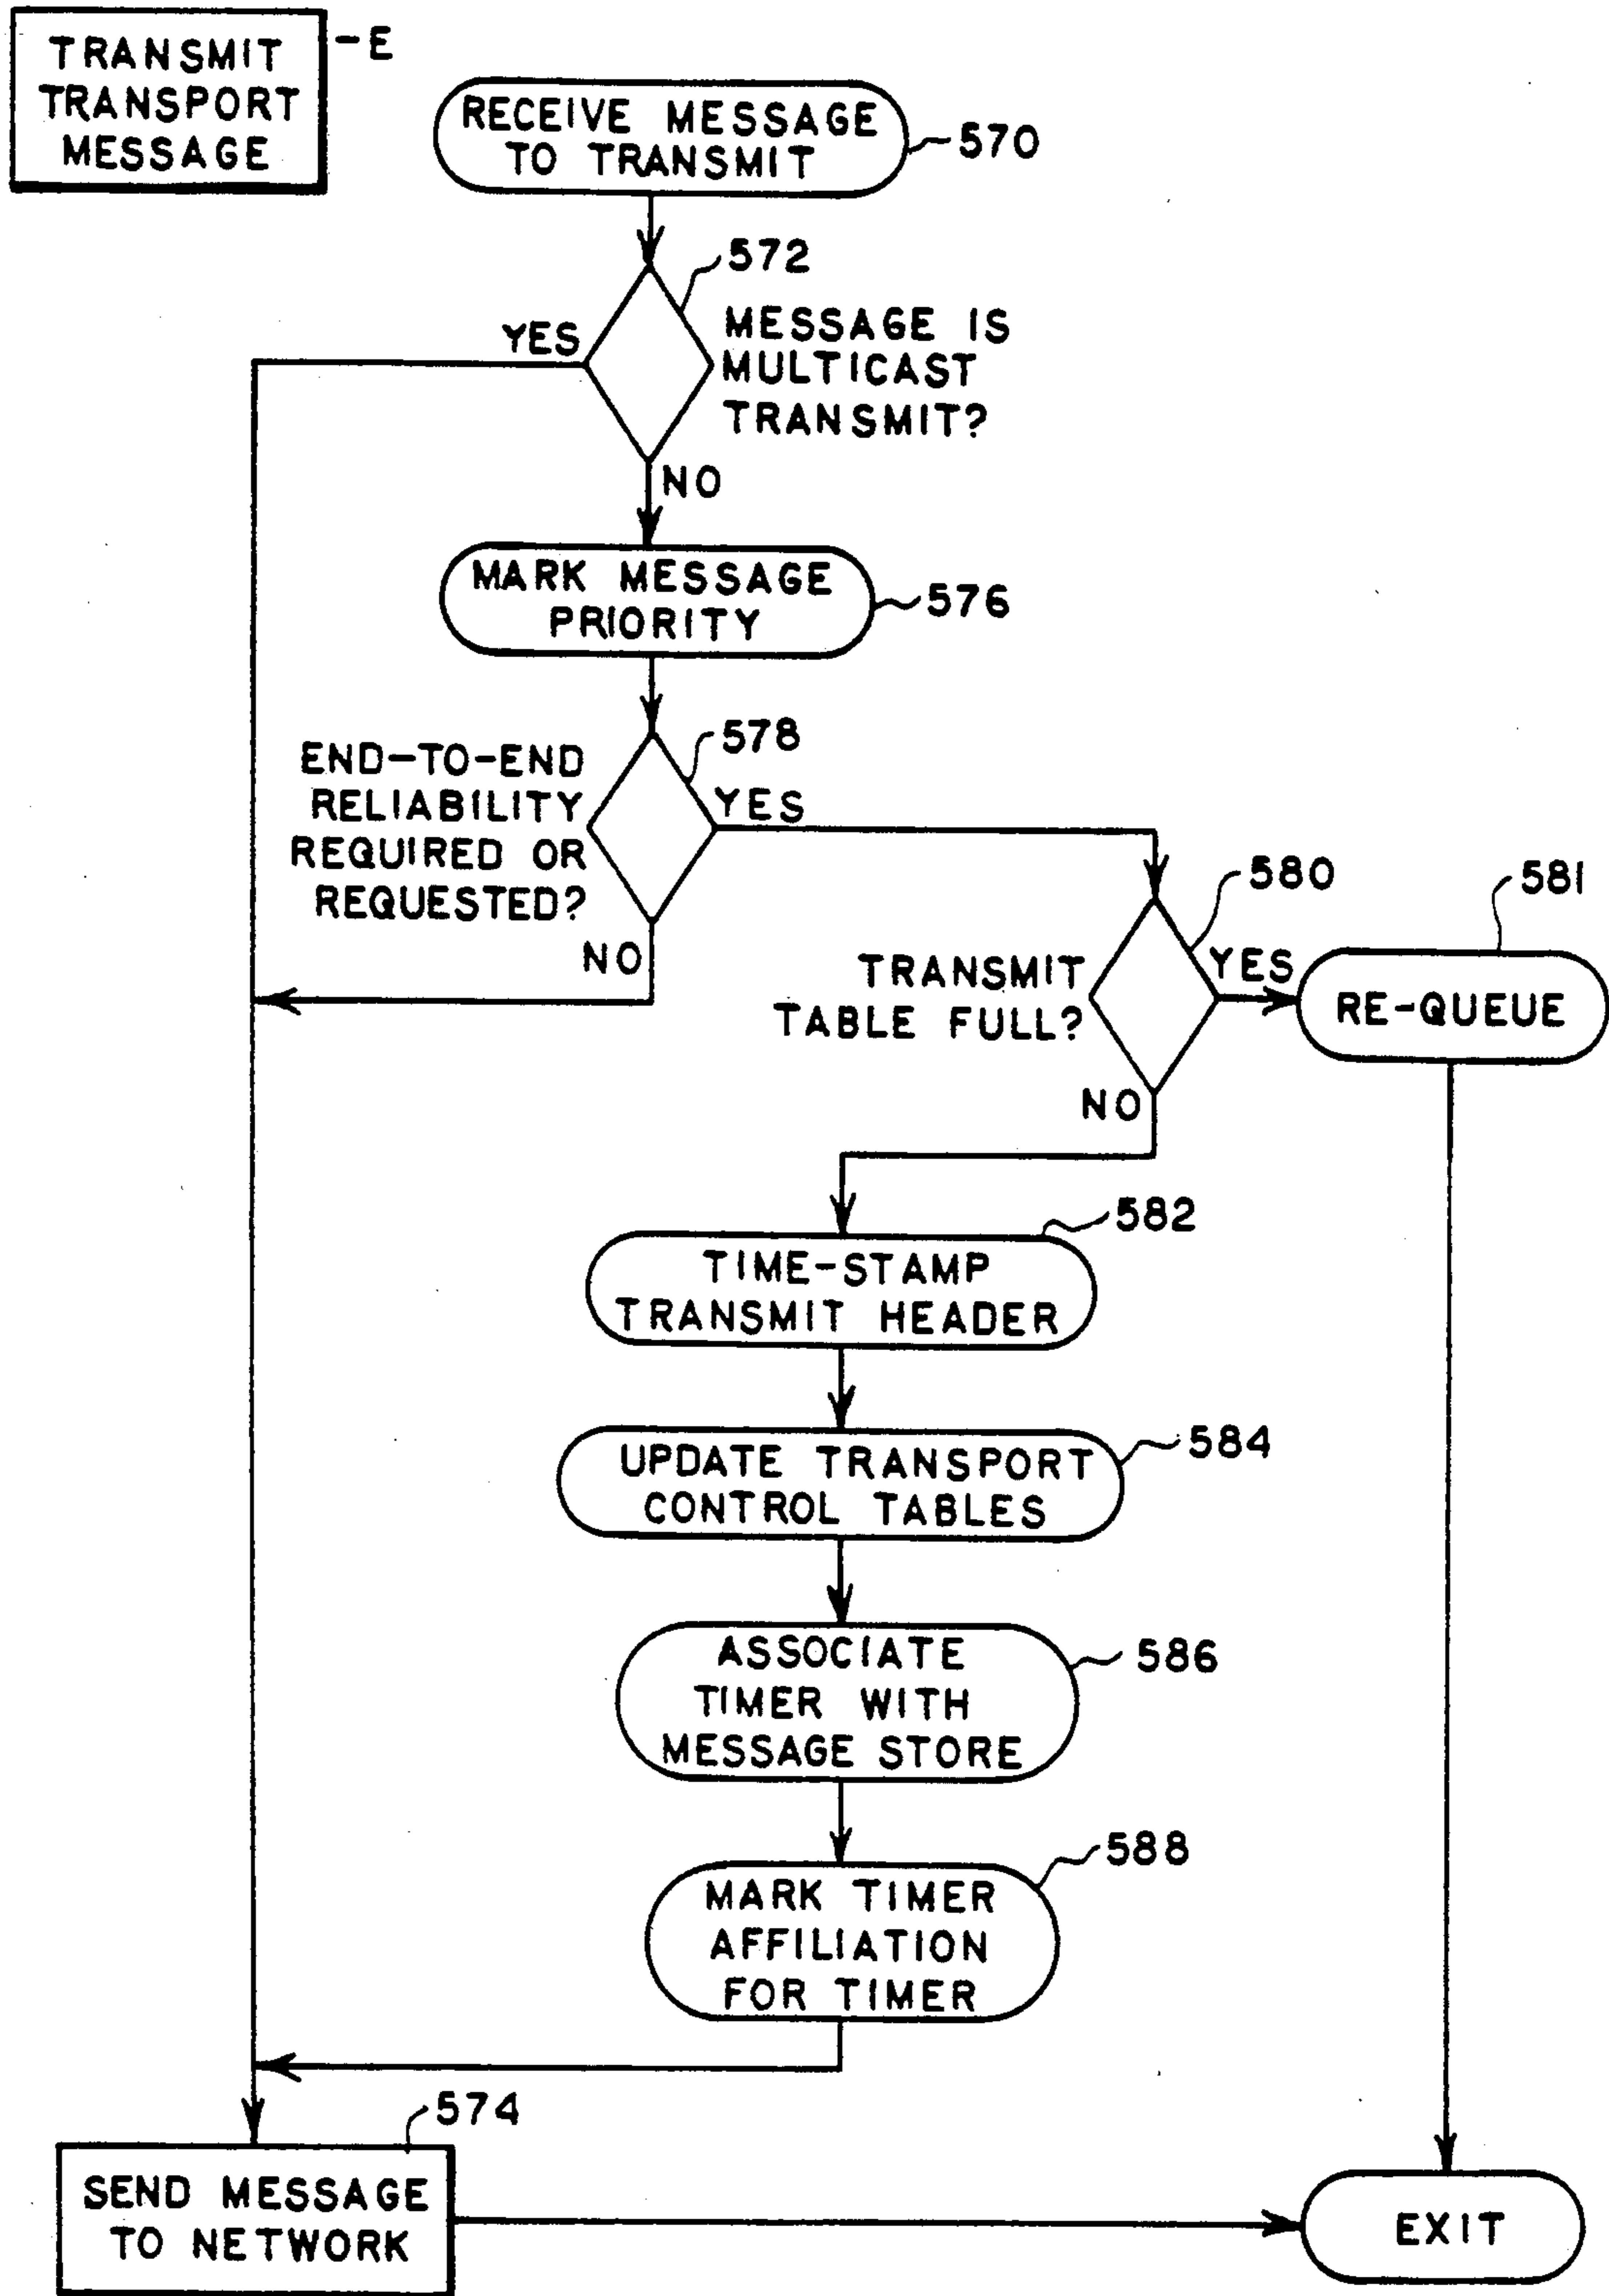 TRANSMIT
TRANSPORT
MESSAGE
-E
RECEIVE MESSAGE
TO TRANSMIT
570
572
YES
MESSAGE IS
MULTICAST
TRANSMIT?
NO
MARK MESSAGE
PRIORITY
576
578
END-TO-END
RELIABILITY
REQUIRED OR
REQUESTED?
YES
NO
580
581
TRANSMIT
TABLE FULL?
YES
RE-QUEUE
NO
582
TIME-STAMP
TRANSMIT HEADER
584
UPDATE TRANSPORT
CONTROL TABLES
586
ASSOCIATE
TIMER WITH
MESSAGE STORE
588
MARK TIMER
AFFILIATION
FOR TIMER
574
SEND MESSAGE
TO NETWORK
EXIT